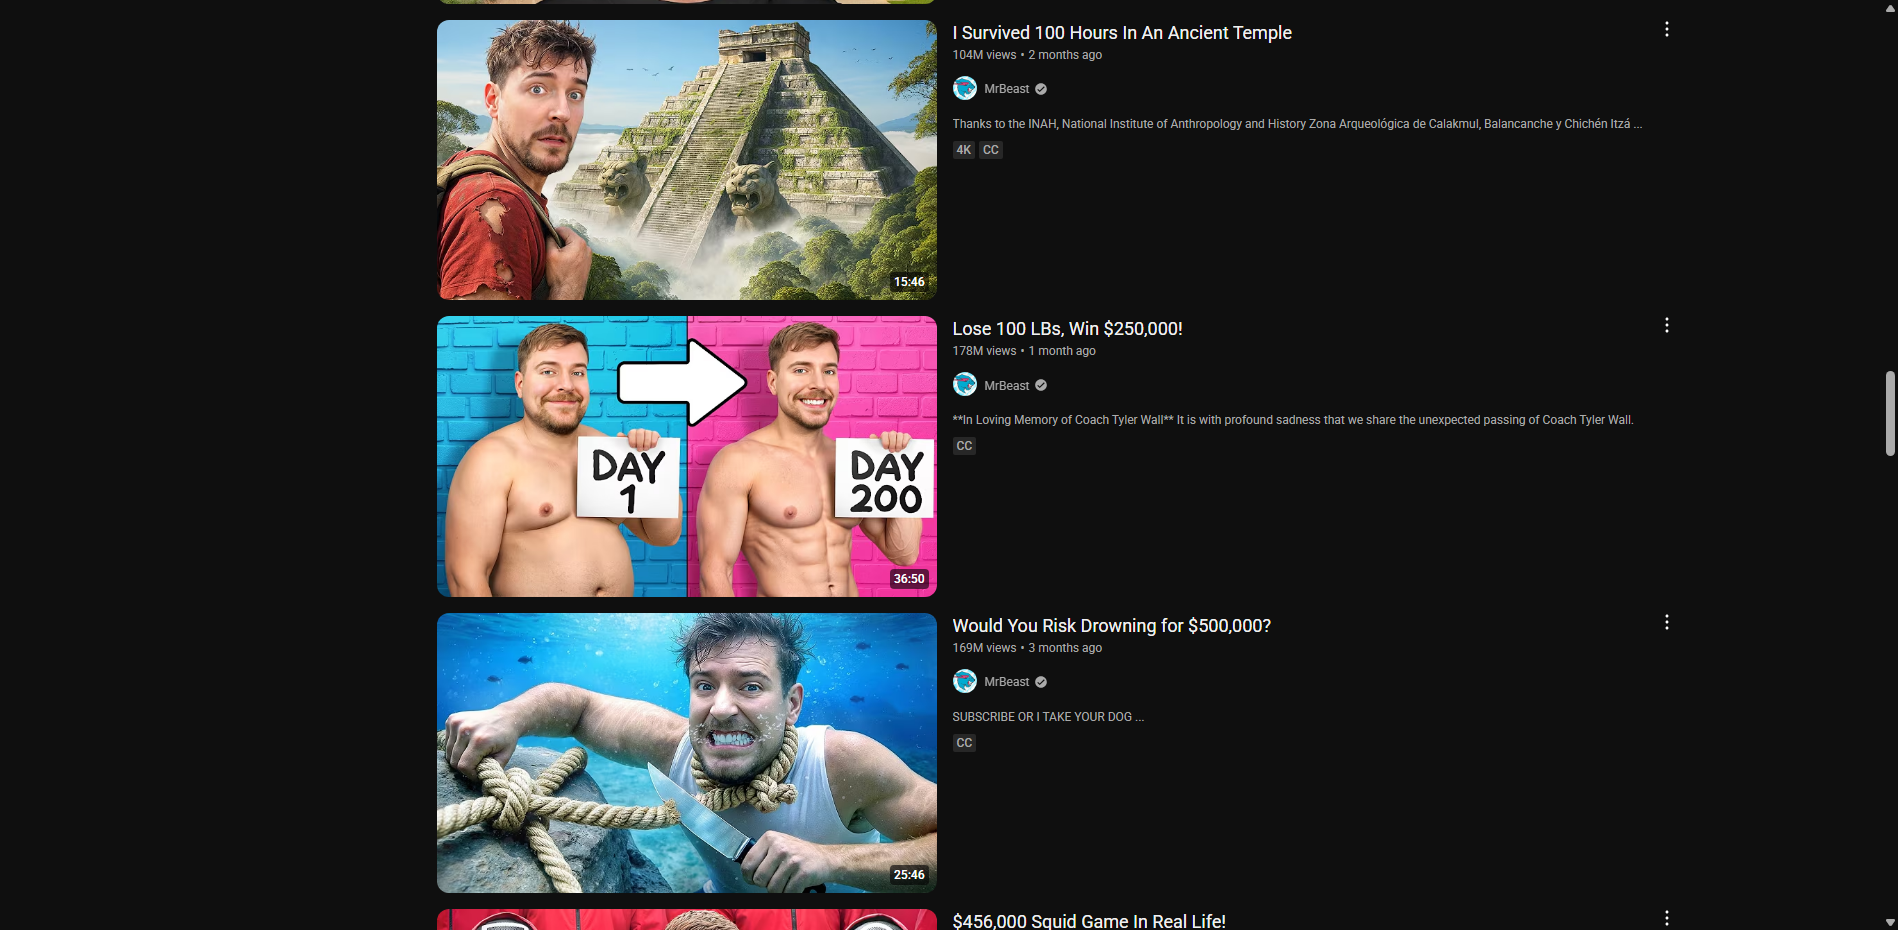 I Survived 100 Hours In An Ancient Temple
104M views • 2 months ago
MrBeast
Thanks to the INAH, National Institute of Anthropology and History Zona Arqueológica de Calakmul, Balancanche y Chichén Itzá ...
4K CC
15:46
Lose 100 LBs, Win $250,000!
178M views • 1 month ago
MrBeast
**In Loving Memory of Coach Tyler Wall** It is with profound sadness that we share the unexpected passing of Coach Tyler Wall.
CC
DAY
1
DAY
200
36:50
Would You Risk Drowning for $500,000?
169M views • 3 months ago
MrBeast
SUBSCRIBE OR I TAKE YOUR DOG ...
CC
25:46
$456,000 Squid Game In Real Life!